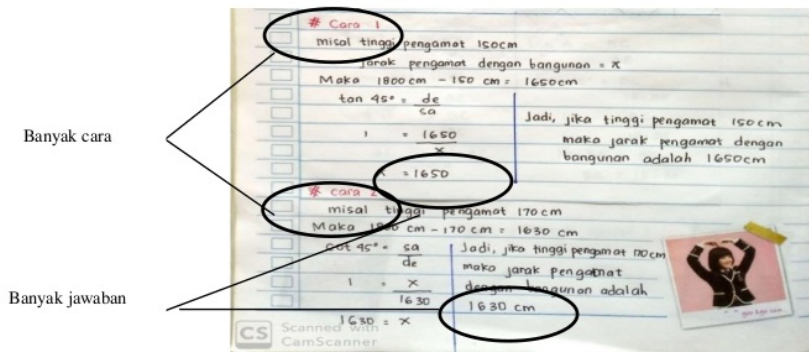 # Cara 1
misal tinggi pengamat 150cm
jarak pengamat dengan bangunan = x
Maka 1800 cm - 150 cm = 1650cm
tan 45° = de
sa
1 = 1650
x
x = 1650
Jadi, jika tinggi pengamat 150cm
maka jarak pengamat dengan
bangunan adalah 1650cm
Banyak cara
# Cara 2
misal tinggi pengamat 170 cm
Maka 1800 cm - 170 cm = 1630 cm
cot 45° = sa
de
1 = x
1630
1630 = x
Jadi, jika tinggi pengamat 170 cm
maka jarak pengamat
dengan bangunan adalah
1630 cm
Banyak jawaban
CS Scanned with
CamScanner